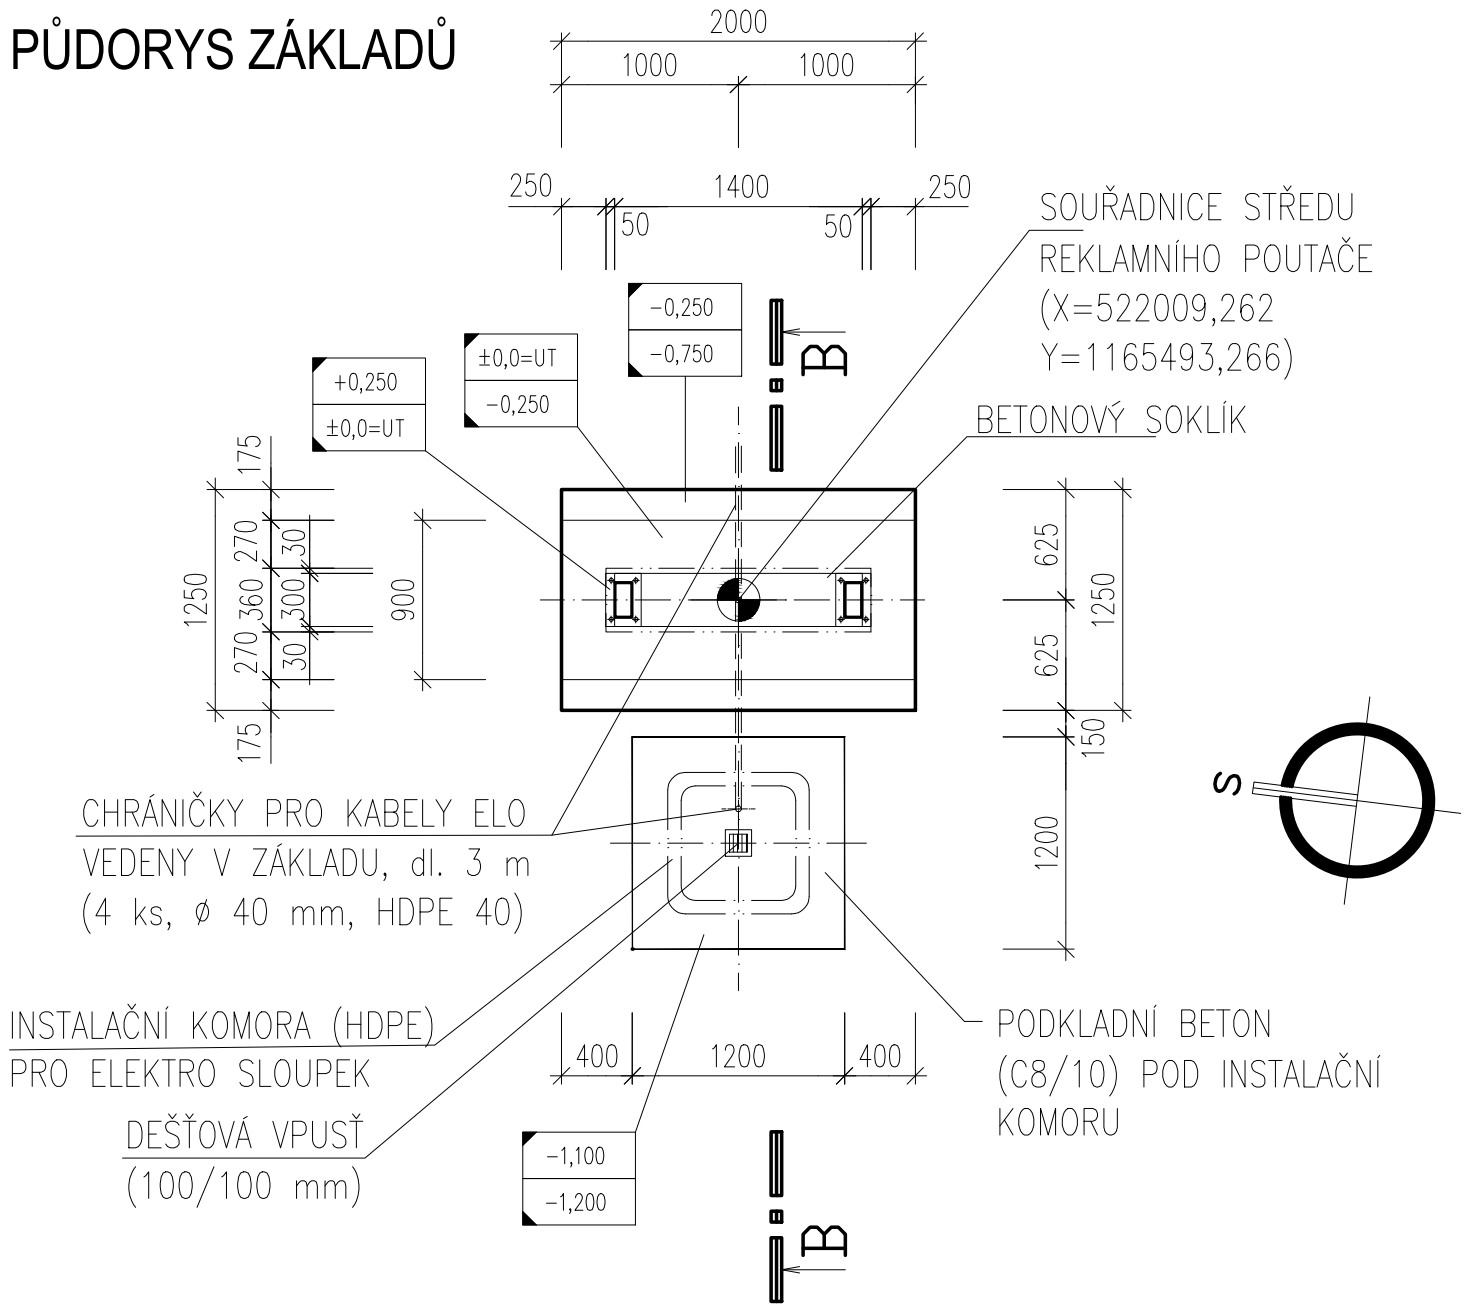 PŮDORYS ZÁKLADŮ
2000
1000
1000
250
1400
250
50
50
SOUŘADNICE STŘEDU
REKLAMNÍHO POUTAČE
(X=522009,262
Y=1165493,266)
-0,250
-0,750
B
±0,0=UT
-0,250
+0,250
±0,0=UT
BETONOVÝ SOKLÍK
175
270
30
1250
360
300
900
270
30
175
625
1250
625
150
1200
S
CHRÁNIČKY PRO KABELY ELO
VEDENY V ZÁKLADU, dl. 3 m
(4 ks, ø 40 mm, HDPE 40)
INSTALAČNÍ KOMORA (HDPE)
PRO ELEKTRO SLOUPEK
DEŠŤOVÁ VPUSŤ
(100/100 mm)
400
1200
400
PODKLADNÍ BETON
(C8/10) POD INSTALAČNÍ
KOMORU
-1,100
-1,200
B